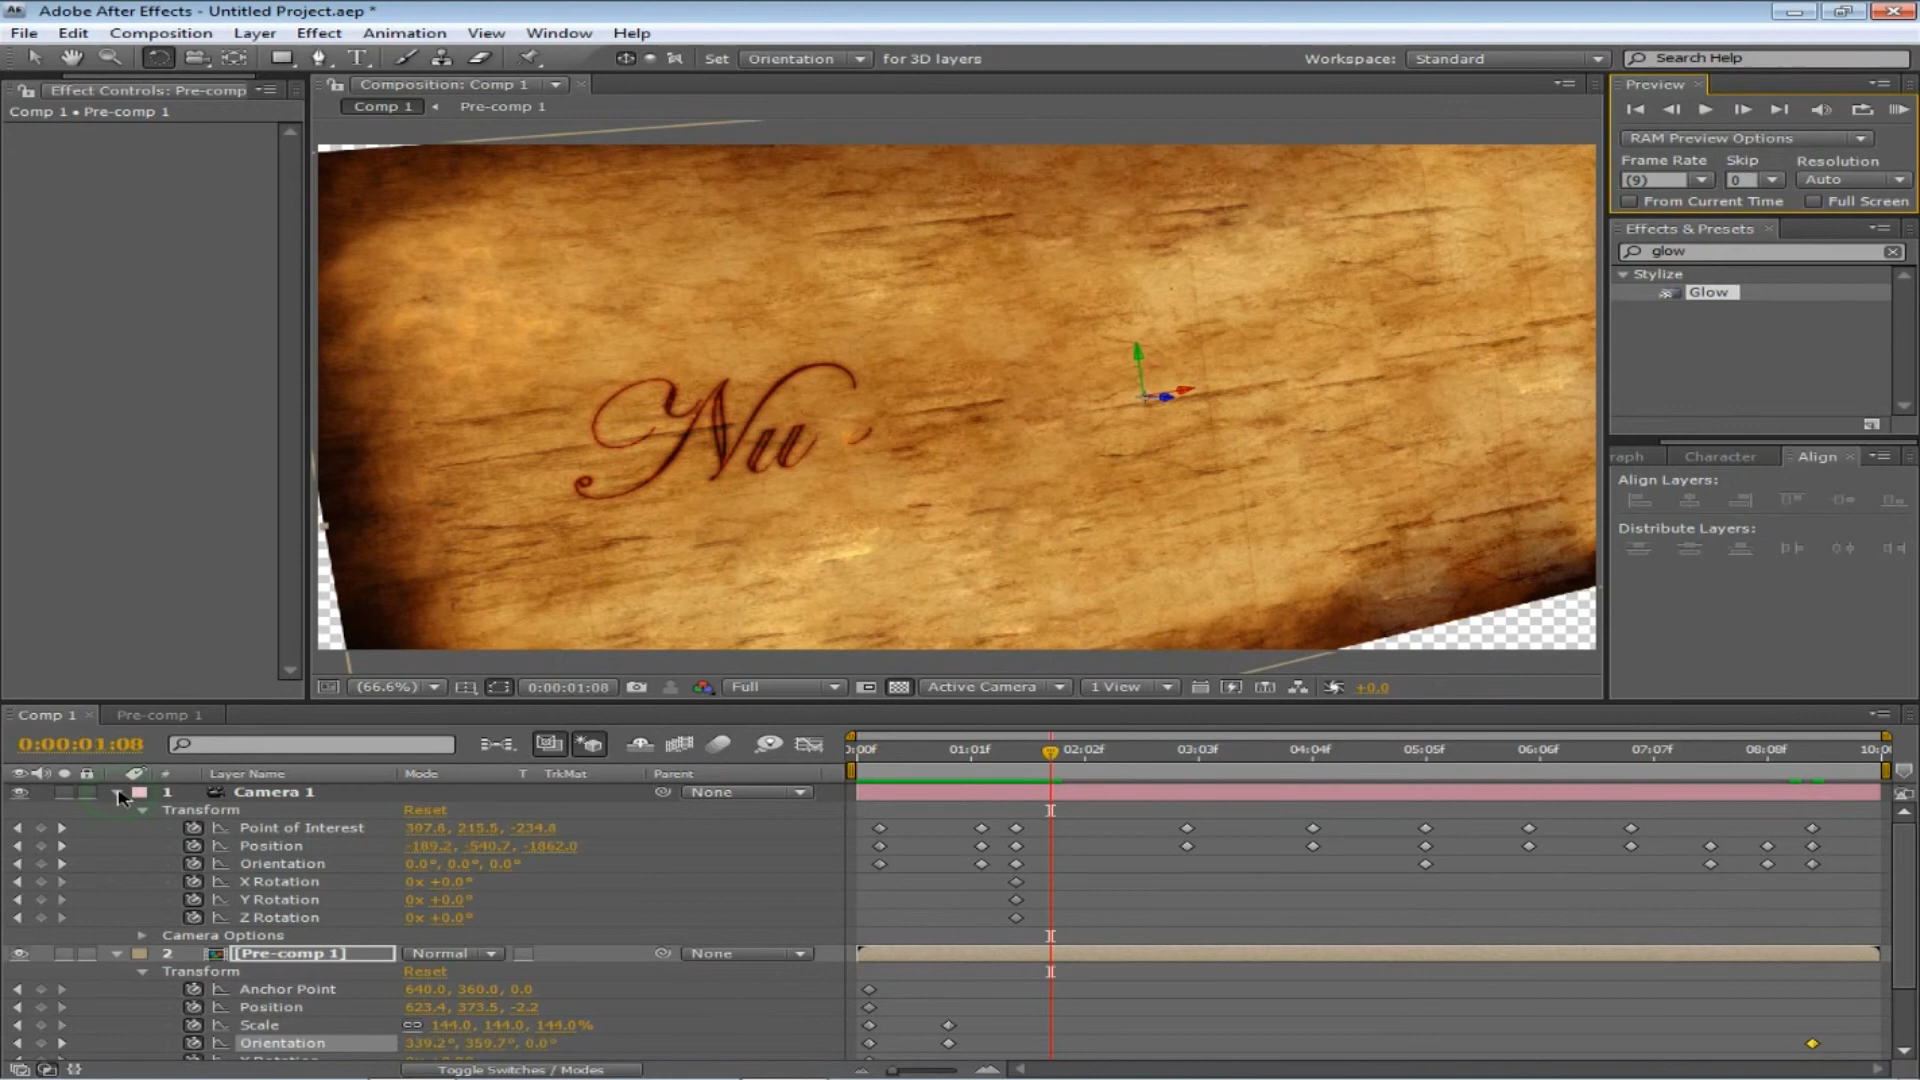 Adobe After Effects - Untitled Project.aep *
File Edit Composition Layer Effect Animation View Window Help
Set Orientation for 3D layers Workspace: Standard Search Help
Effect Controls: Pre-comp
Comp 1 • Pre-comp 1
Composition: Comp 1
Comp 1 Pre-comp 1
Nu
(66.6%) 0:00:01:08 Full Active Camera 1 View +0.0
Preview
RAM Preview Options
Frame Rate Skip Resolution
(9) 0 Auto
From Current Time Full Screen
Effects & Presets
glow
Stylize
Glow
raph Character Align
Align Layers:
Distribute Layers:
Comp 1 Pre-comp 1
0:00:01:08
0:00f 01:01f 02:02f 03:03f 04:04f 05:05f 06:06f 07:07f 08:08f 10:0
# Layer Name Mode T TrkMat Parent
1 Camera 1 None
Transform Reset
Point of Interest 307.8, 215.5, -234.8
Position -189.2, -540.7, -1862.0
Orientation 0.0°, 0.0°, 0.0°
X Rotation 0x +0.0°
Y Rotation 0x +0.0°
Z Rotation 0x +0.0°
Camera Options
2 [Pre-comp 1] Normal None
Transform Reset
Anchor Point 640.0, 360.0, 0.0
Position 623.4, 373.5, -2.2
Scale 144.0, 144.0, 144.0%
Orientation 339.2°, 359.7°, 0.0°
Toggle Switches / Modes